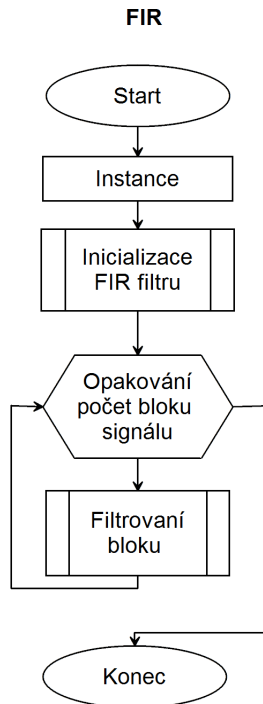 FIR
Start
Instance
Inicializace
FIR filtru
Opakování
počet bloku
signálu
Filtrovaní
bloku
Konec